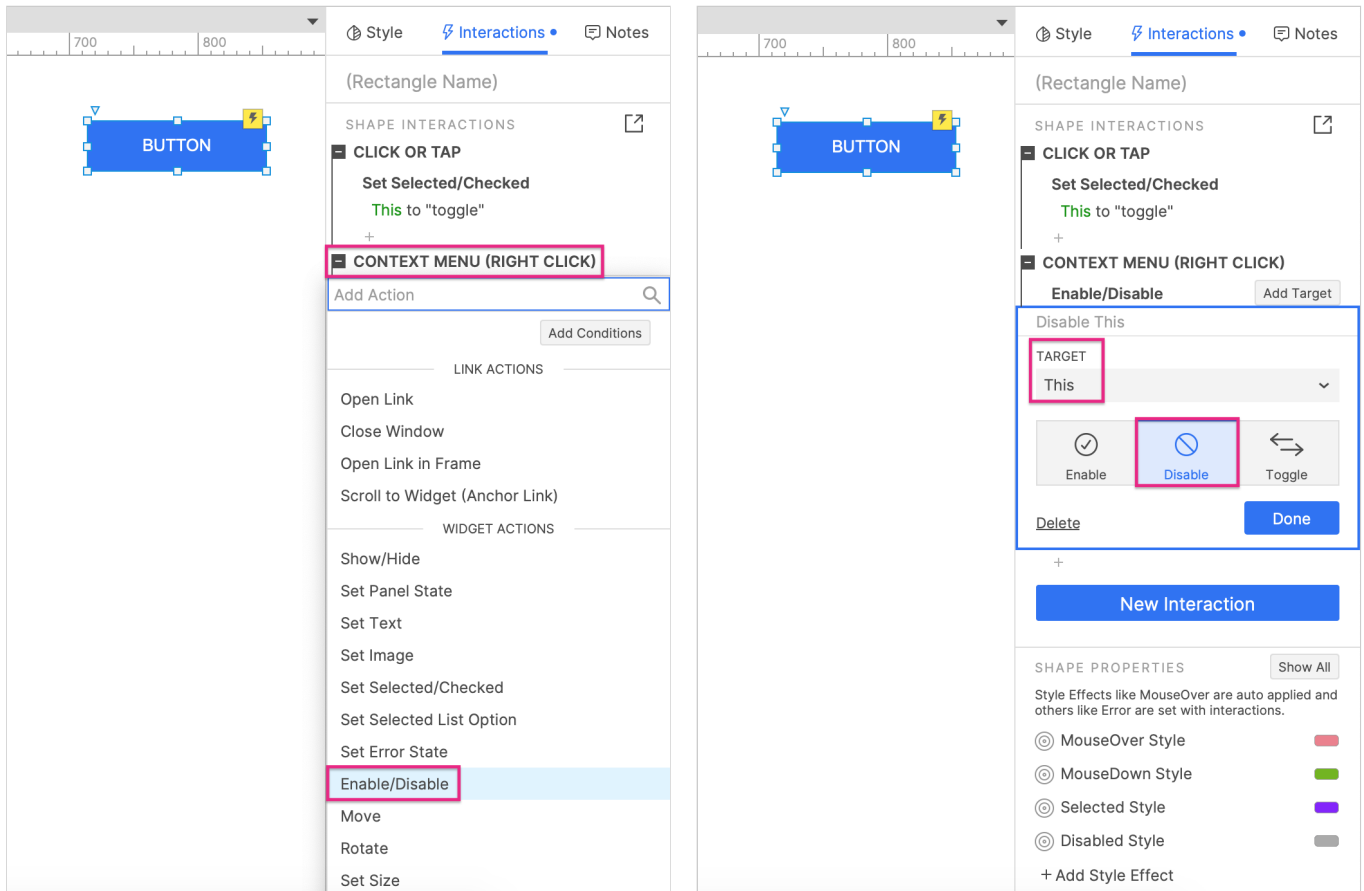 Style
Interactions
Notes
700
800
(Rectangle Name)
SHAPE INTERACTIONS
BUTTON
CLICK OR TAP
Set Selected/Checked
This to "toggle"
+
CONTEXT MENU (RIGHT CLICK)
Add Action
Add Conditions
LINK ACTIONS
Open Link
Close Window
Open Link in Frame
Scroll to Widget (Anchor Link)
WIDGET ACTIONS
Show/Hide
Set Panel State
Set Text
Set Image
Set Selected/Checked
Set Selected List Option
Set Error State
Enable/Disable
Move
Rotate
Set Size
Style
Interactions
Notes
700
800
(Rectangle Name)
SHAPE INTERACTIONS
BUTTON
CLICK OR TAP
Set Selected/Checked
This to "toggle"
+
CONTEXT MENU (RIGHT CLICK)
Enable/Disable
Add Target
Disable This
TARGET
This
Enable
Disable
Toggle
Delete
Done
+
New Interaction
SHAPE PROPERTIES
Show All
Style Effects like MouseOver are auto applied and
others like Error are set with interactions.
MouseOver Style
MouseDown Style
Selected Style
Disabled Style
+ Add Style Effect